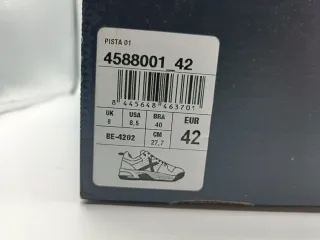 PISTA 01
4588001_42
8 445648 463701
UK USA BRA EUR
8 8,5 40 42
BE-4202 CM
27,7